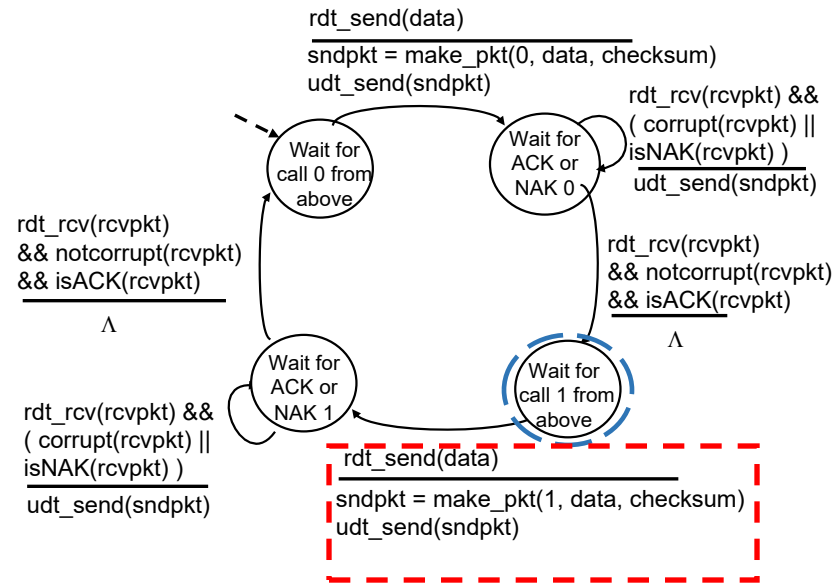 rdt_send(data)
sndpkt = make_pkt(0, data, checksum)
udt_send(sndpkt)
Wait for
call 0 from
above
Wait for
ACK or
NAK 0
rdt_rcv(rcvpkt) &&
( corrupt(rcvpkt) ||
isNAK(rcvpkt) )
udt_send(sndpkt)
rdt_rcv(rcvpkt)
&& notcorrupt(rcvpkt)
&& isACK(rcvpkt)
Λ
rdt_rcv(rcvpkt)
&& notcorrupt(rcvpkt)
&& isACK(rcvpkt)
Λ
Wait for
ACK or
NAK 1
Wait for
call 1 from
above
rdt_rcv(rcvpkt) &&
( corrupt(rcvpkt) ||
isNAK(rcvpkt) )
udt_send(sndpkt)
rdt_send(data)
sndpkt = make_pkt(1, data, checksum)
udt_send(sndpkt)